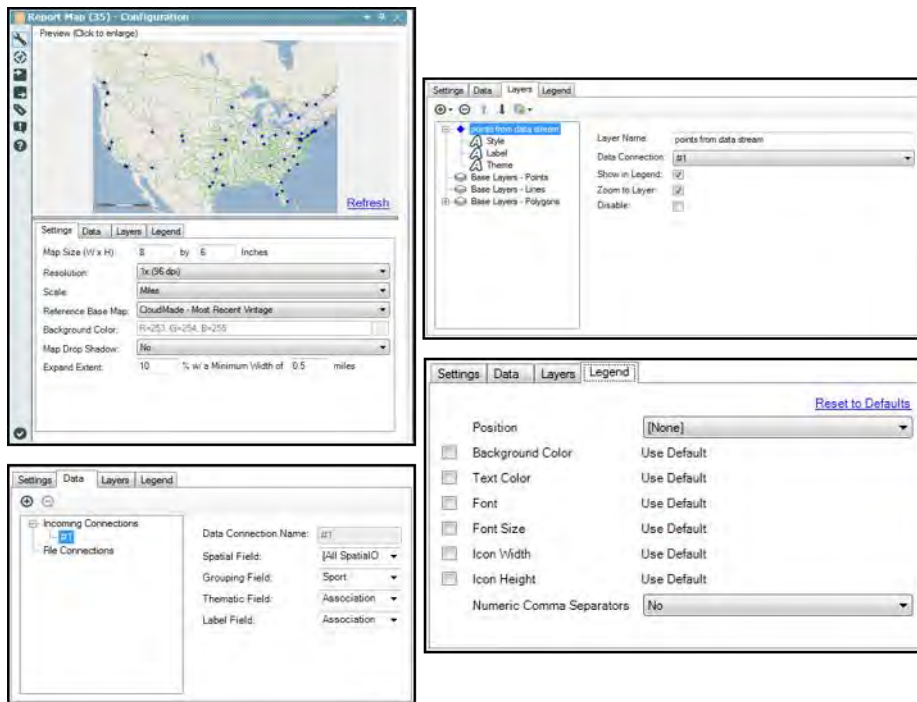 Report Map (35) - Configuration
Preview (Click to enlarge)
Refresh
Settings Data Layers Legend
Map Size (W x H): 8 by 6 Inches
Resolution: 1x (96 dpi)
Scale: Miles
Reference Base Map: CloudMade - Most Recent Vintage
Background Color: R=253, G=254, B=255
Map Drop Shadow: No
Expand Extent: 10 % w/ a Minimum Width of 0.5 miles
Settings Data Layers Legend
Incoming Connections
#1
File Connections
Data Connection Name: #1
Spatial Field: [All SpatialO
Grouping Field: Sport
Thematic Field: Association
Label Field: Association
Settings Data Layers Legend
points from data stream
Style
Label
Theme
Base Layers - Points
Base Layers - Lines
Base Layers - Polygons
Layer Name: points from data stream
Data Connection: #1
Show in Legend:
Zoom to Layer:
Disable:
Settings Data Layers Legend
Reset to Defaults
Position [None]
Background Color Use Default
Text Color Use Default
Font Use Default
Font Size Use Default
Icon Width Use Default
Icon Height Use Default
Numeric Comma Separators No